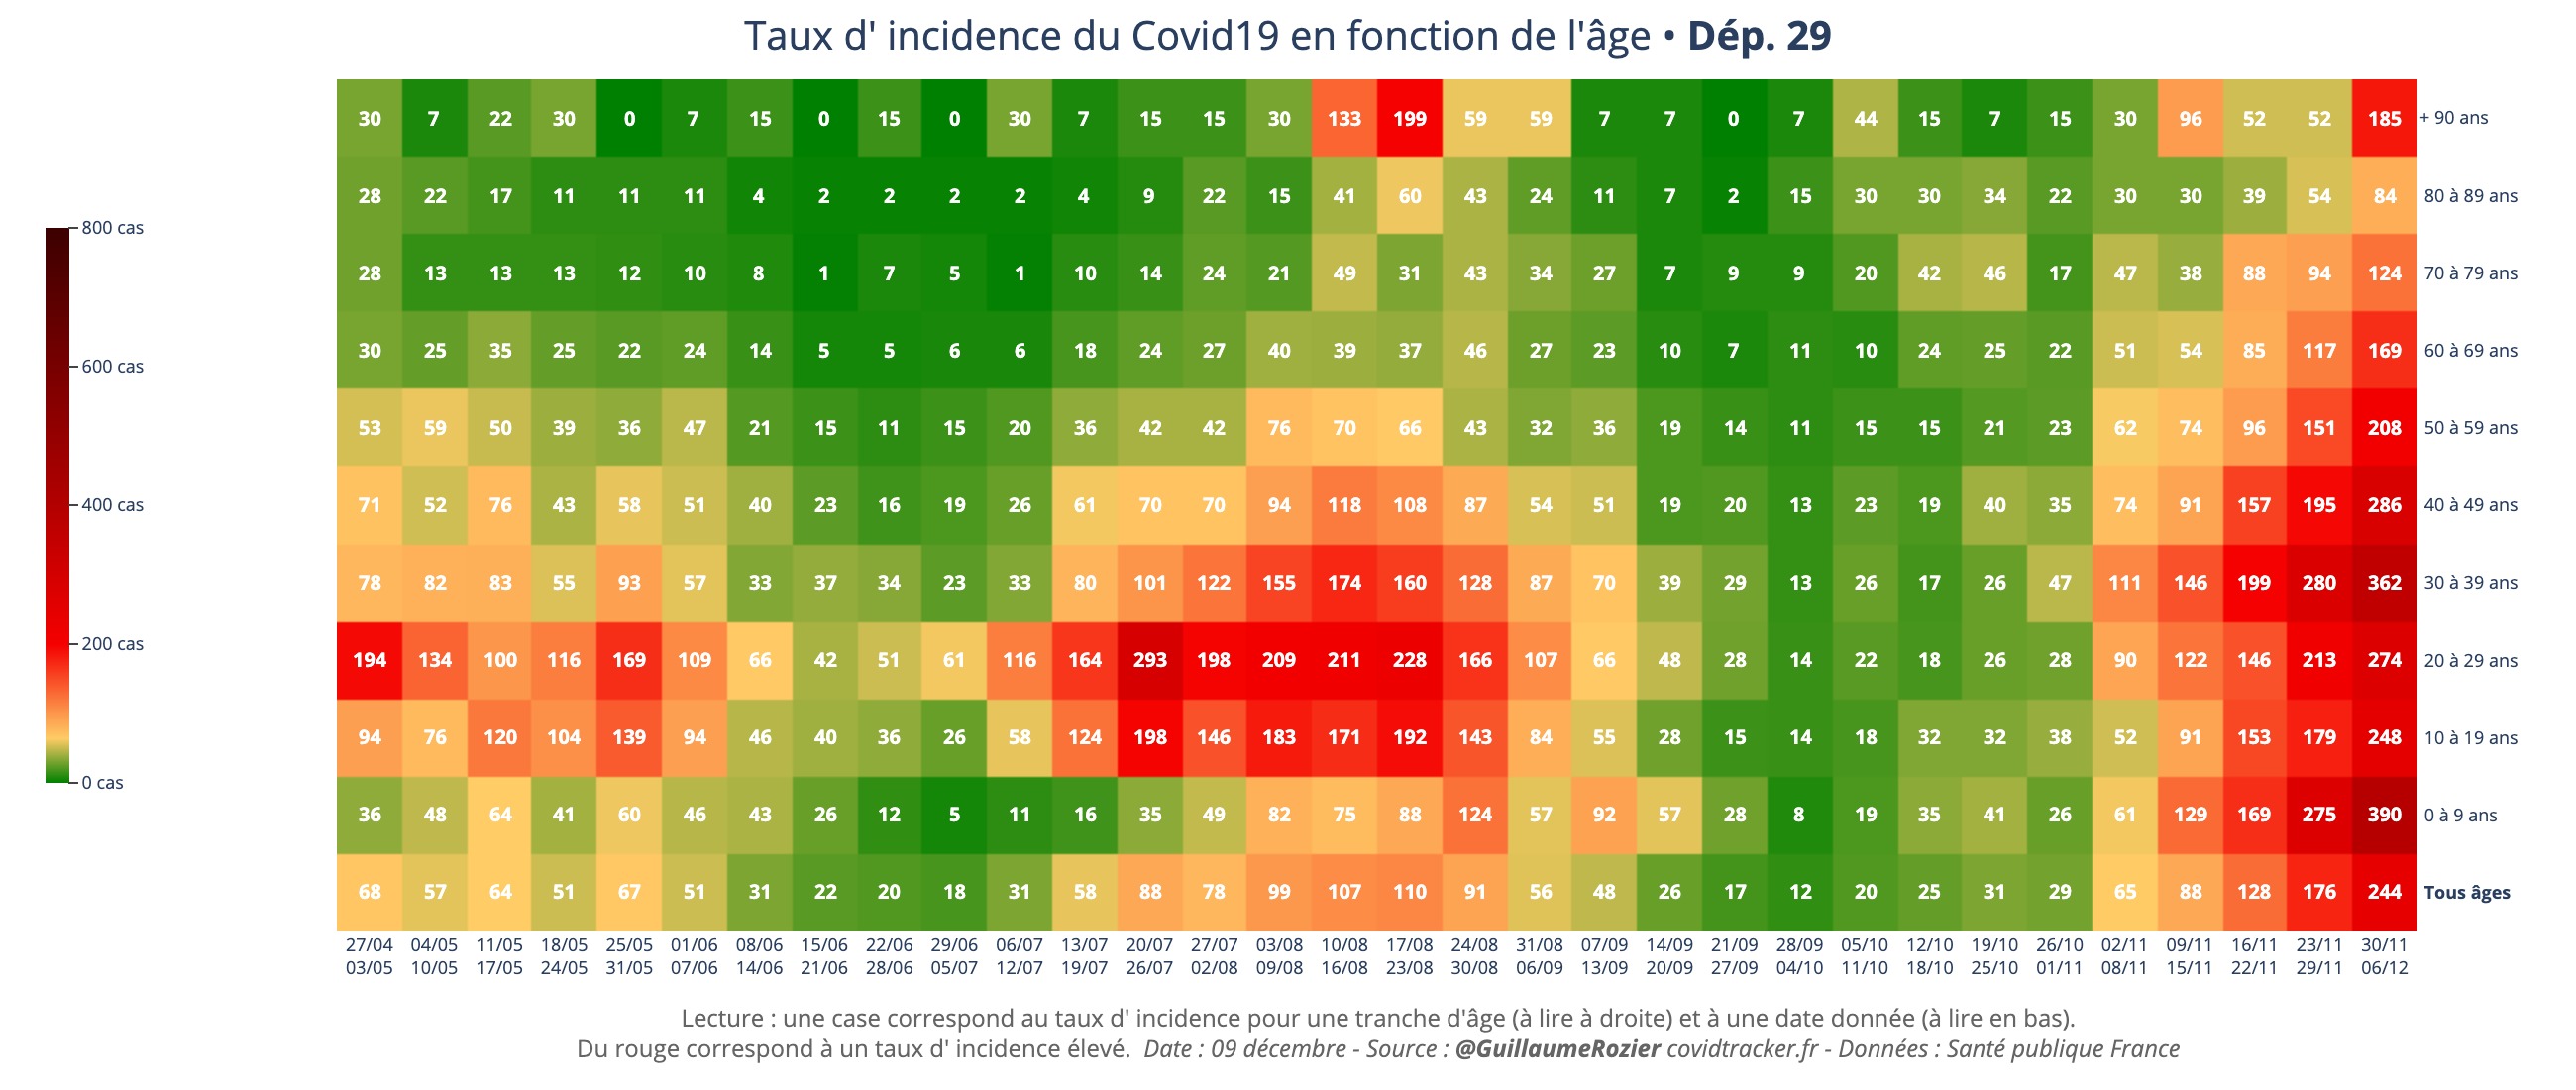 Taux d' incidence du Covid19 en fonction de l'âge • Dép. 29
800 cas
600 cas
400 cas
200 cas
0 cas
30 7 22 30 0 7 15 0 15 0 30 7 15 15 30 133 199 59 59 7 7 0 7 44 15 7 15 30 96 52 52 185 + 90 ans
28 22 17 11 11 11 4 2 2 2 2 4 9 22 15 41 60 43 24 11 7 2 15 30 30 34 22 30 30 39 54 84 80 à 89 ans
28 13 13 13 12 10 8 1 7 5 1 10 14 24 21 49 31 43 34 27 7 9 9 20 42 46 17 47 38 88 94 124 70 à 79 ans
30 25 35 25 22 24 14 5 5 6 6 18 24 27 40 39 37 46 27 23 10 7 11 10 24 25 22 51 54 85 117 169 60 à 69 ans
53 59 50 39 36 47 21 15 11 15 20 36 42 42 76 70 66 43 32 36 19 14 11 15 15 21 23 62 74 96 151 208 50 à 59 ans
71 52 76 43 58 51 40 23 16 19 26 61 70 70 94 118 108 87 54 51 19 20 13 23 19 40 35 74 91 157 195 286 40 à 49 ans
78 82 83 55 93 57 33 37 34 23 33 80 101 122 155 174 160 128 87 70 39 29 13 26 17 26 47 111 146 199 280 362 30 à 39 ans
194 134 100 116 169 109 66 42 51 61 116 164 293 198 209 211 228 166 107 66 48 28 14 22 18 26 28 90 122 146 213 274 20 à 29 ans
94 76 120 104 139 94 46 40 36 26 58 124 198 146 183 171 192 143 84 55 28 15 14 18 32 32 38 52 91 153 179 248 10 à 19 ans
36 48 64 41 60 46 43 26 12 5 11 16 35 49 82 75 88 124 57 92 57 28 8 19 35 41 26 61 129 169 275 390 0 à 9 ans
68 57 64 51 67 51 31 22 20 18 31 58 88 78 99 107 110 91 56 48 26 17 12 20 25 31 29 65 88 128 176 244 Tous âges
27/04 04/05 11/05 18/05 25/05 01/06 08/06 15/06 22/06 29/06 06/07 13/07 20/07 27/07 03/08 10/08 17/08 24/08 31/08 07/09 14/09 21/09 28/09 05/10 12/10 19/10 26/10 02/11 09/11 16/11 23/11 30/11
03/05 10/05 17/05 24/05 31/05 07/06 14/06 21/06 28/06 05/07 12/07 19/07 26/07 02/08 09/08 16/08 23/08 30/08 06/09 13/09 20/09 27/09 04/10 11/10 18/10 25/10 01/11 08/11 15/11 22/11 29/11 06/12
Lecture : une case correspond au taux d' incidence pour une tranche d'âge (à lire à droite) et à une date donnée (à lire en bas).
Du rouge correspond à un taux d' incidence élevé. Date : 09 décembre - Source : @GuillaumeRozier covidtracker.fr - Données : Santé publique France